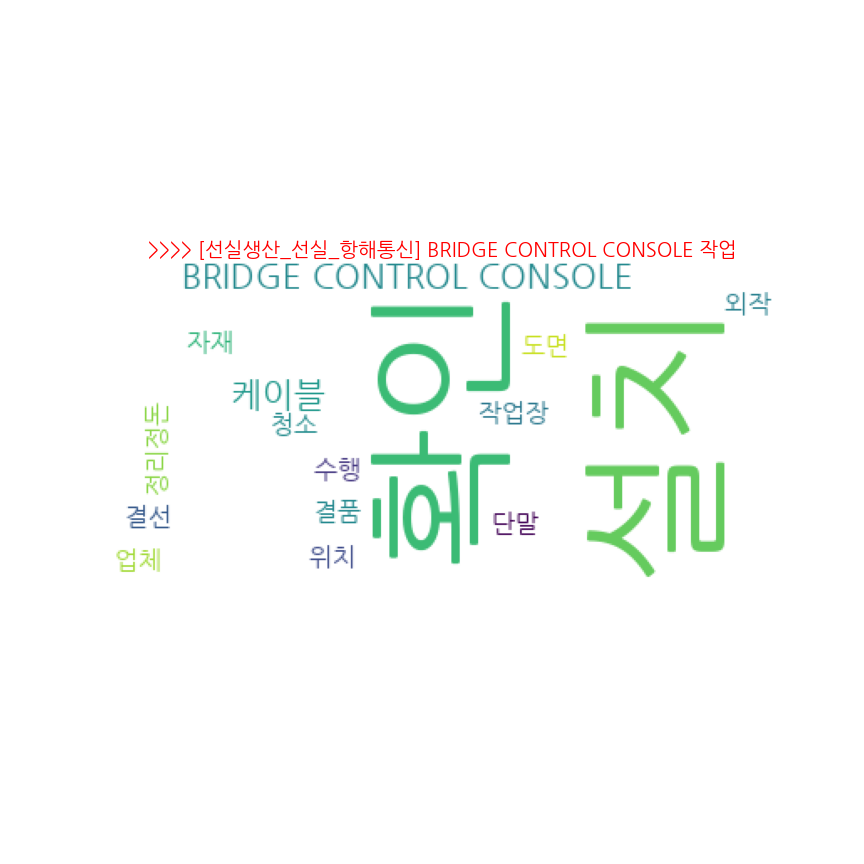 >>>> [선실생산_선실_항해통신] BRIDGE CONTROL CONSOLE 작업
BRIDGE CONTROL CONSOLE
외작
자재
도면
확인
설치
케이블
작업장
청소
정리정돈
수행
결품
결선
단말
위치
업체